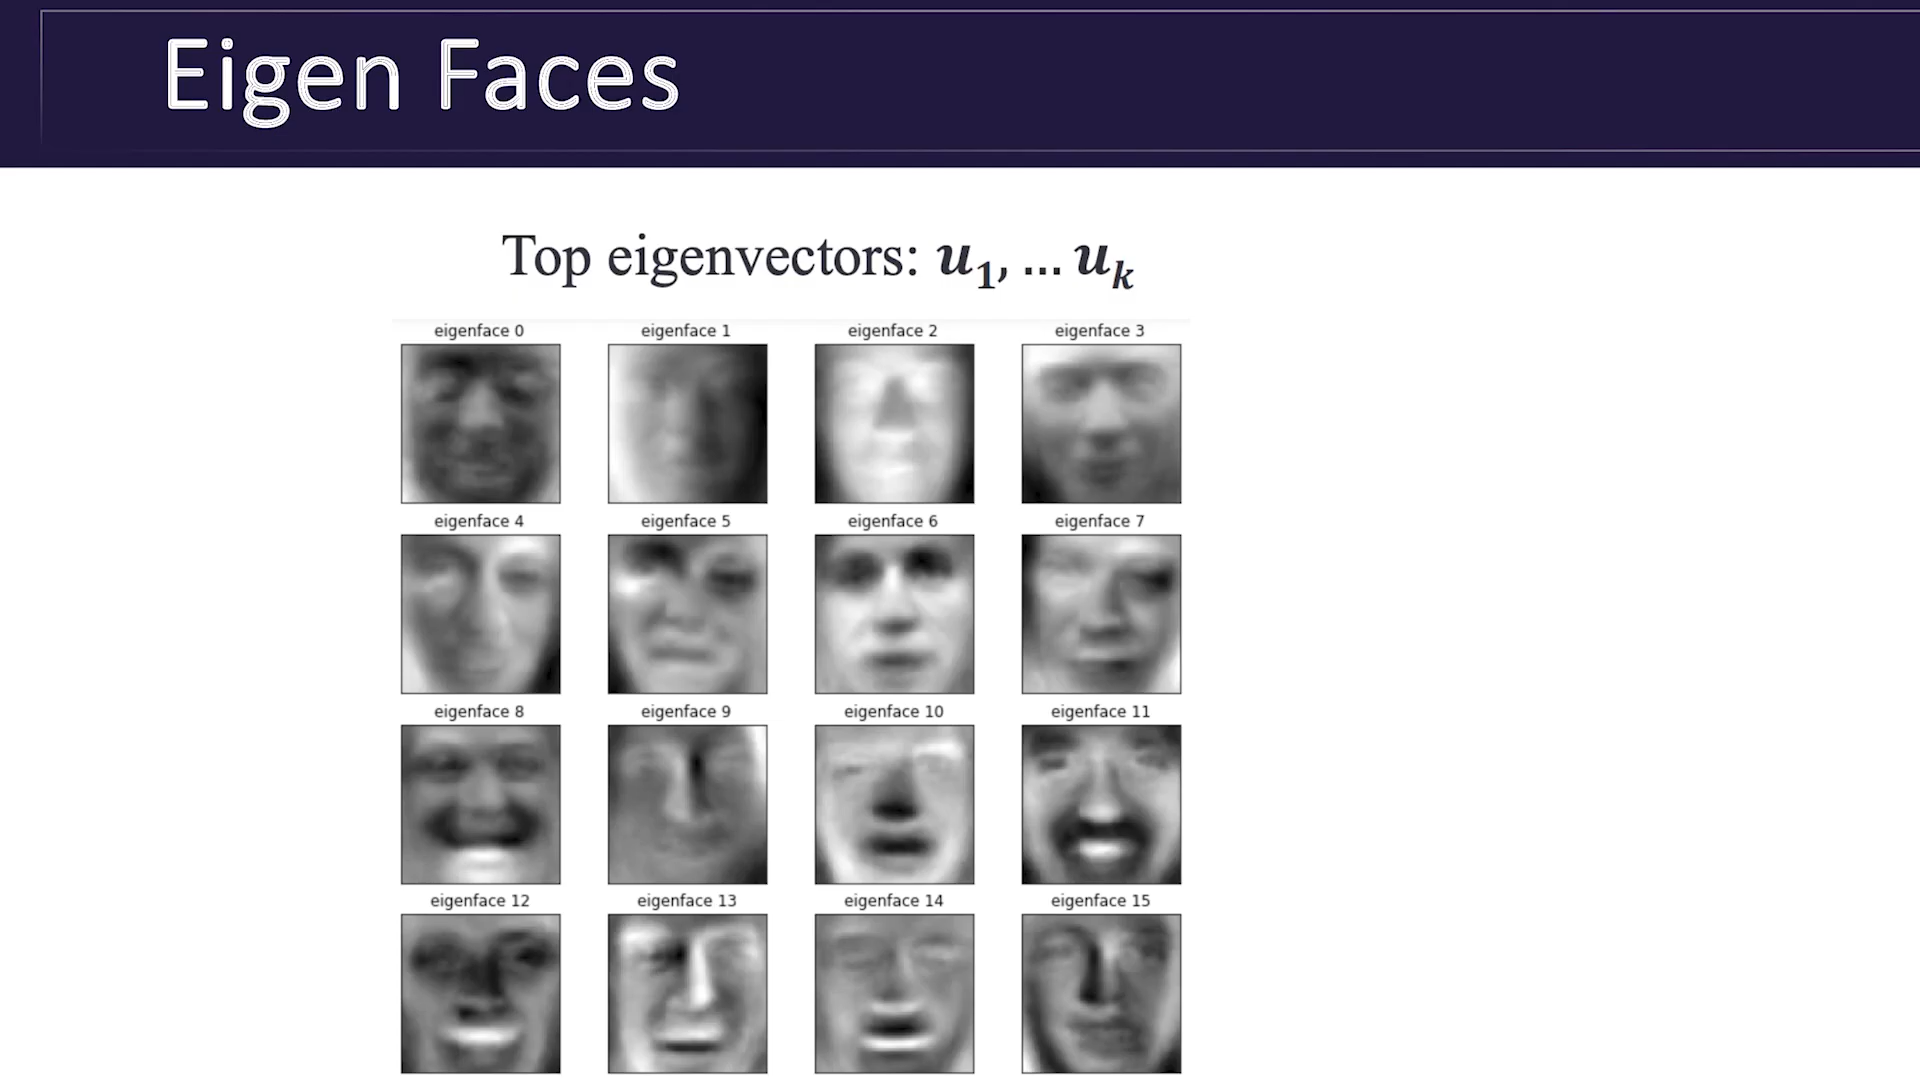 Eigen Faces
Top eigenvectors: u₁, ... uₖ
eigenface 0 eigenface 1 eigenface 2 eigenface 3
eigenface 4 eigenface 5 eigenface 6 eigenface 7
eigenface 8 eigenface 9 eigenface 10 eigenface 11
eigenface 12 eigenface 13 eigenface 14 eigenface 15